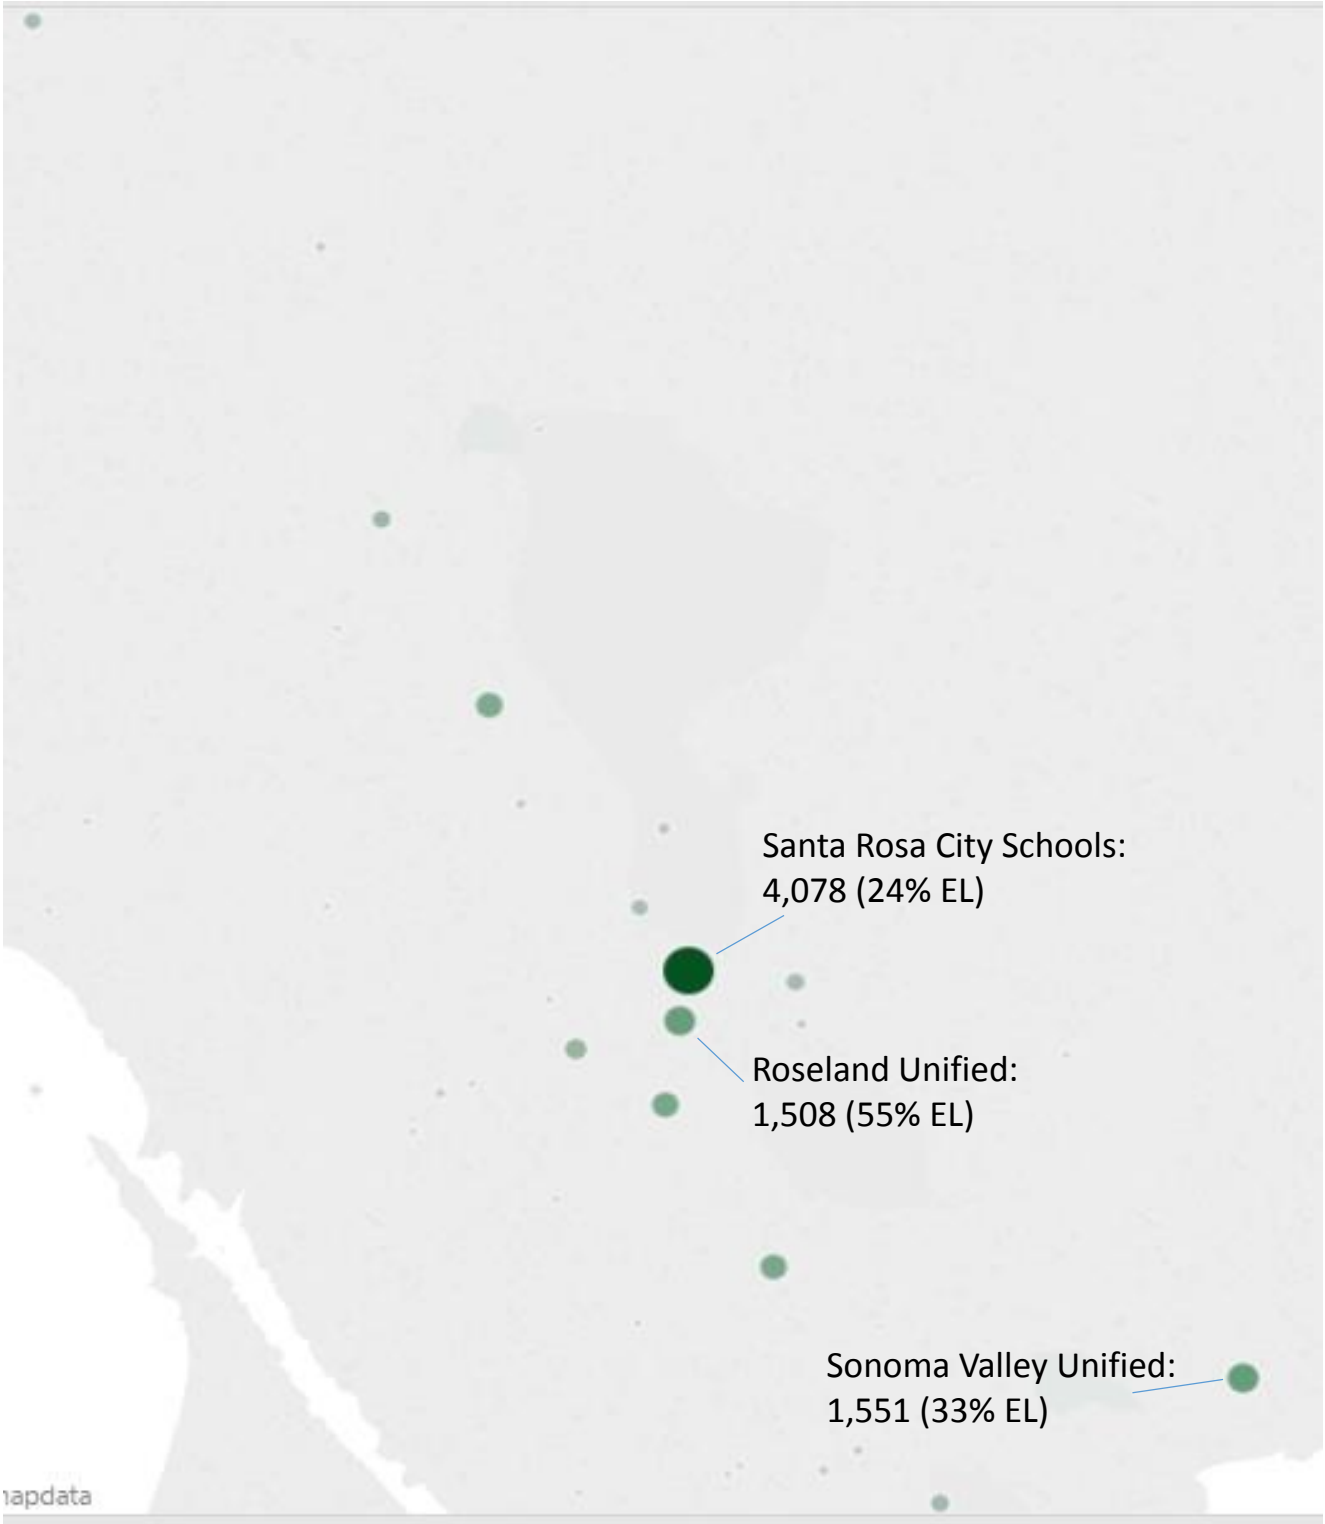 Santa Rosa City Schools:
4,078 (24% EL)
Roseland Unified:
1,508 (55% EL)
Sonoma Valley Unified:
1,551 (33% EL)